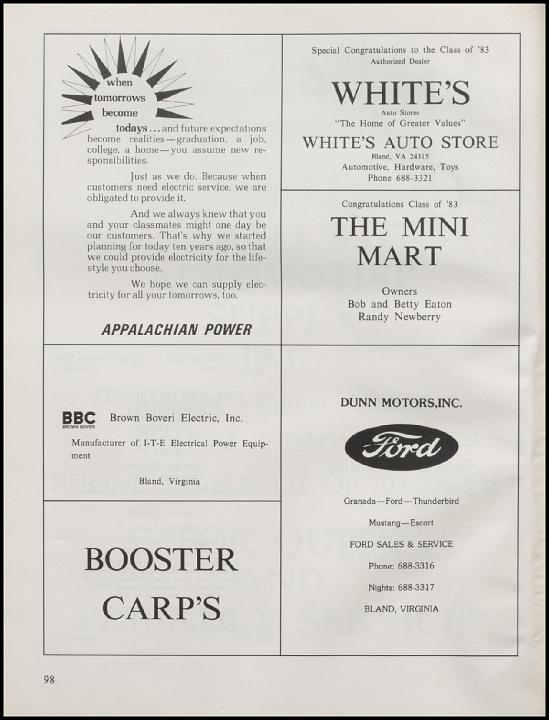 when
tomorrows
become
todays...and future expectations
become realities—graduation, a job,
college, a home—you assume new re-
sponsibilities.
Just as we do. Because when
customers need electric service, we are
obligated to provide it.
And we always knew that you
and your classmates might one day be
our customers. That's why we started
planning for today ten years ago, so that
we could provide electricity for the life-
style you choose.
We hope we can supply elec-
tricity for all your tomorrows, too.
APPALACHIAN POWER
Special Congratulations to the Class of '83
Authorized Dealer
WHITE'S
Auto Stores
"The Home of Greater Values"
WHITE'S AUTO STORE
Bland, VA 24315
Automotive, Hardware, Toys
Phone 688-3321
Congratulations Class of '83
THE MINI
MART
Owners
Bob and Betty Eaton
Randy Newberry
BBC
BROWN BOVERI
Brown Boveri Electric, Inc.
Manufacturer of I-T-E Electrical Power Equip-
ment
Bland, Virginia
BOOSTER
CARP'S
DUNN MOTORS,INC.
Ford
Granada—Ford—Thunderbird
Mustang—Escort
FORD SALES & SERVICE
Phone: 688-3316
Nights: 688-3317
BLAND, VIRGINIA
98